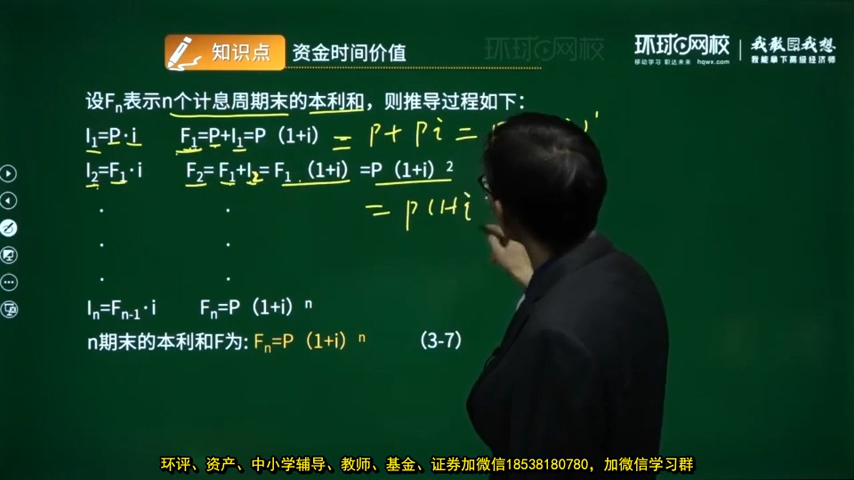 知识点 资金时间价值 环球网校 环球网校 我敢因我想
移动学习 职达未来 hqwx.com 我能拿下高级经济师
设Fn表示n个计息周期末的本利和，则推导过程如下：
I1=P·i F1=P+I1=P（1+i） = P+Pi =
I2=F1·i F2= F1+I2= F1（1+i）=P（1+i）2
= P(1+i
In=Fn-1·i Fn=P（1+i）n
n期末的本利和F为: Fn=P（1+i）n （3-7）
环评、资产、中小学辅导、教师、基金、证券加微信18538180780，加微信学习群